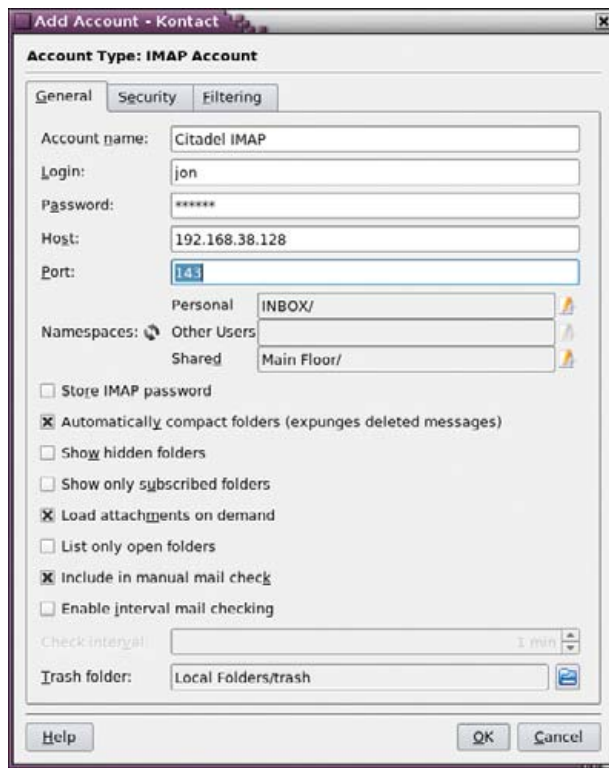 Add Account - Kontact
Account Type: IMAP Account
General Security Filtering
Account name: Citadel IMAP
Login: jon
Password: ******
Host: 192.168.38.128
Port: 143
Personal INBOX/
Namespaces: Other Users
Shared Main Floor/
Store IMAP password
Automatically compact folders (expunges deleted messages)
Show hidden folders
Show only subscribed folders
Load attachments on demand
List only open folders
Include in manual mail check
Enable interval mail checking
Check interval: 1 min
Trash folder: Local Folders/trash
Help OK Cancel